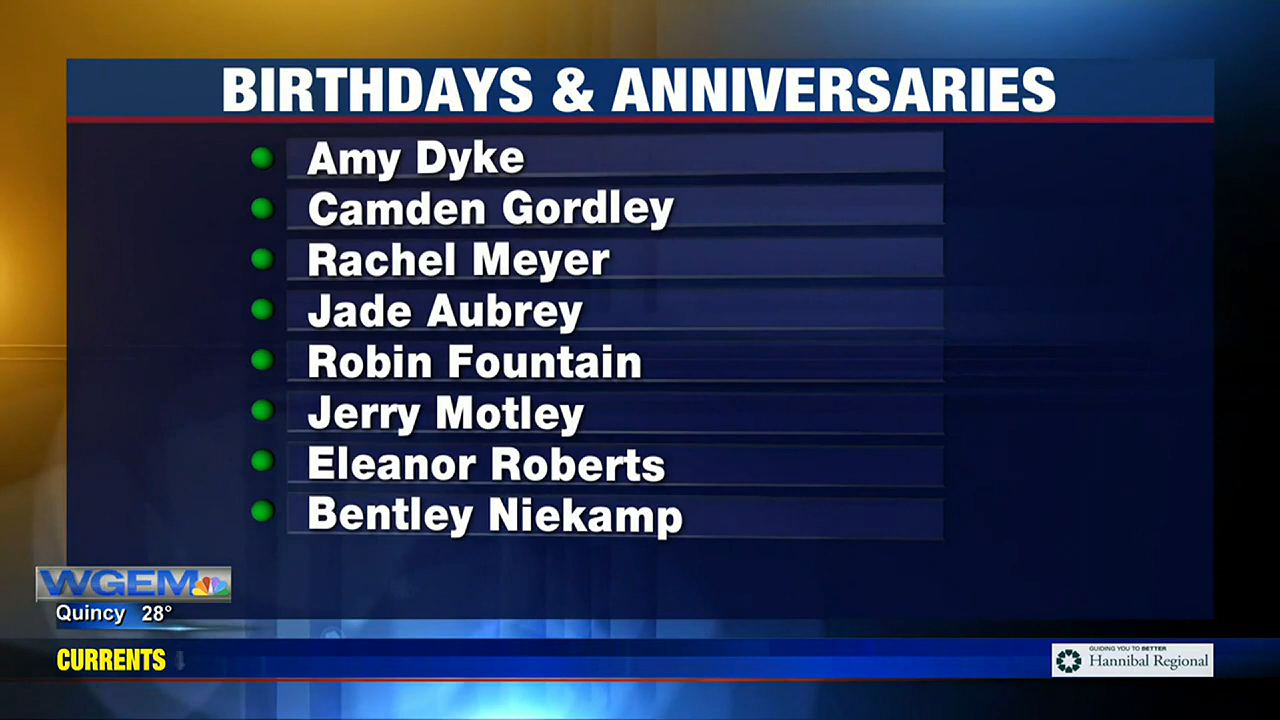 BIRTHDAYS & ANNIVERSARIES
Amy Dyke
Camden Gordley
Rachel Meyer
Jade Aubrey
Robin Fountain
Jerry Motley
Eleanor Roberts
Bentley Niekamp
WGEM
Quincy 28°
CURRENTS
GUIDING YOU TO BETTER
Hannibal Regional